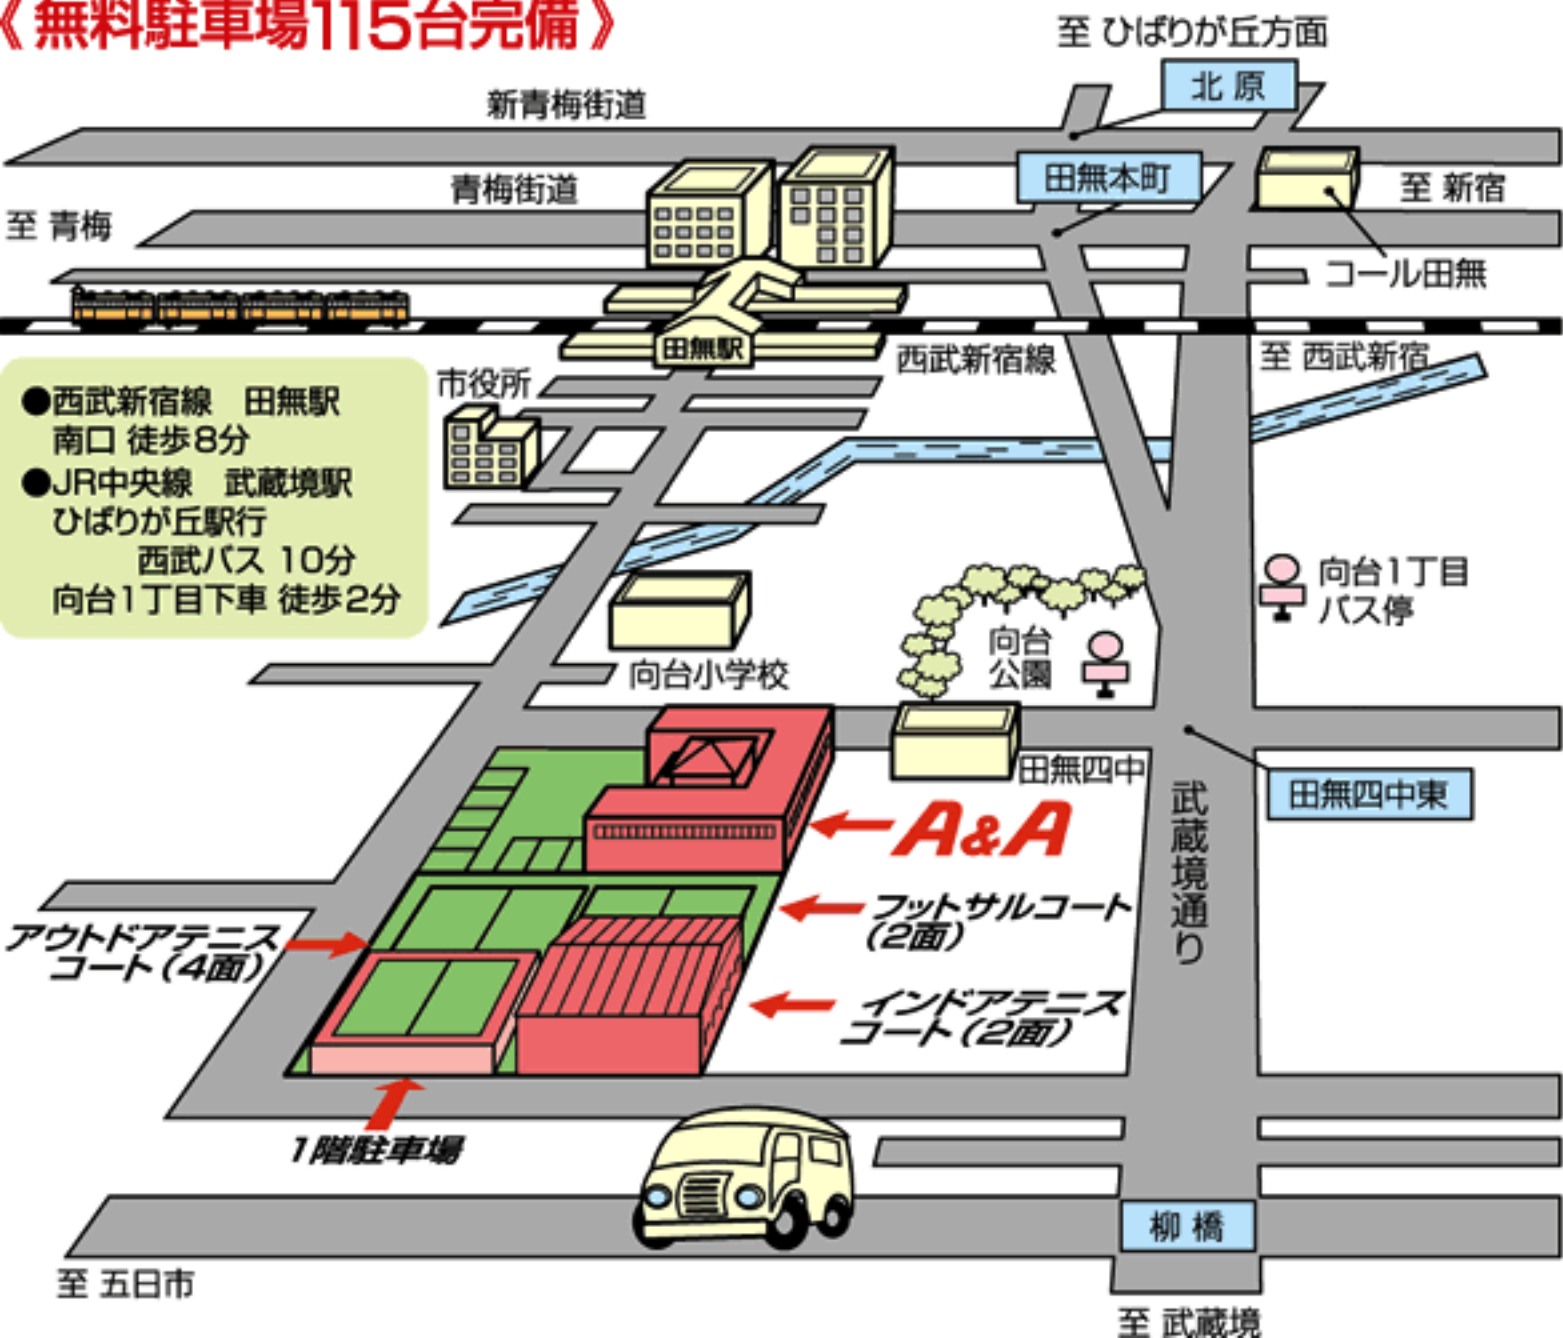 《 無料駐車場115台完備 》
至 ひばりが丘方面
北 原
新青梅街道
田無本町
青梅街道
至 新宿
至 青梅
コール田無
田無駅
西武新宿線
至 西武新宿
市役所
●西武新宿線　田無駅
南口 徒歩8分
●JR中央線　武蔵境駅
ひばりが丘駅行
西武バス 10分
向台1丁目下車 徒歩2分
向台1丁目
バス停
向台
公園
向台小学校
田無四中
田無四中東
武蔵境通り
A&A
フットサルコート
（2面）
アウトドアテニス
コート（4面）
インドアテニス
コート（2面）
1階駐車場
柳 橋
至 五日市
至 武蔵境